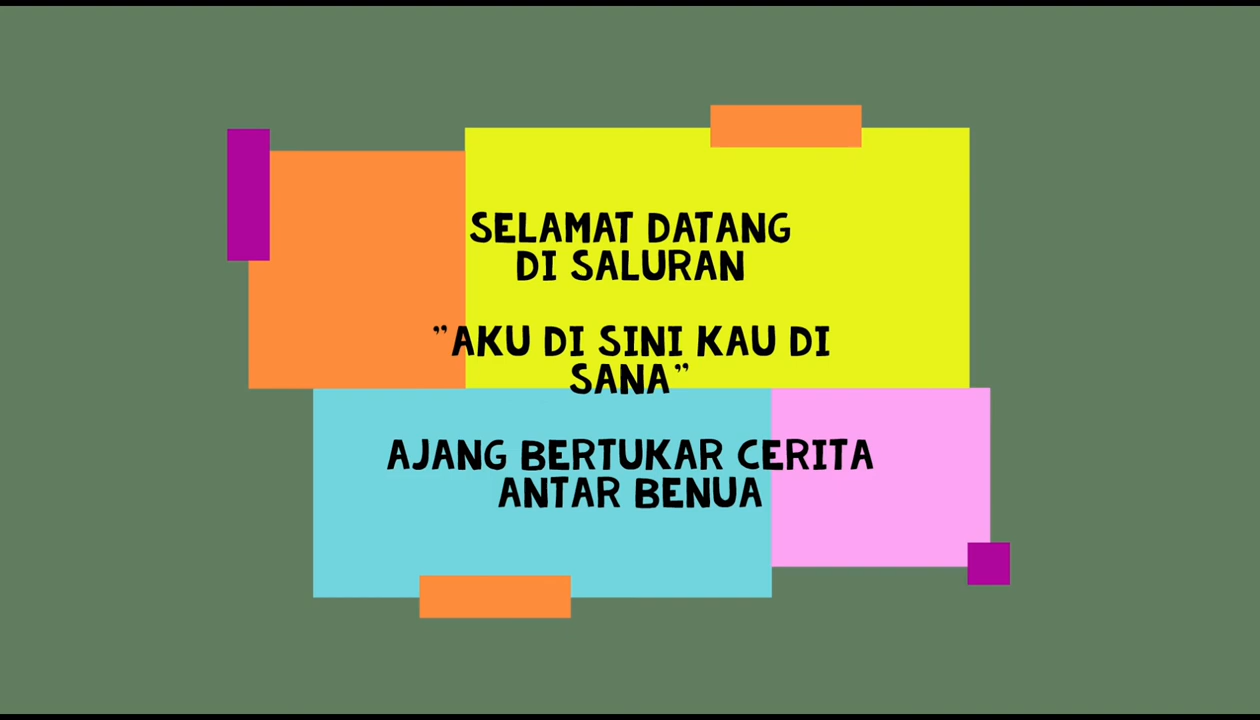 SELAMAT DATANG
DI SALURAN
"AKU DI SINI KAU DI
SANA"
AJANG BERTUKAR CERITA
ANTAR BENUA